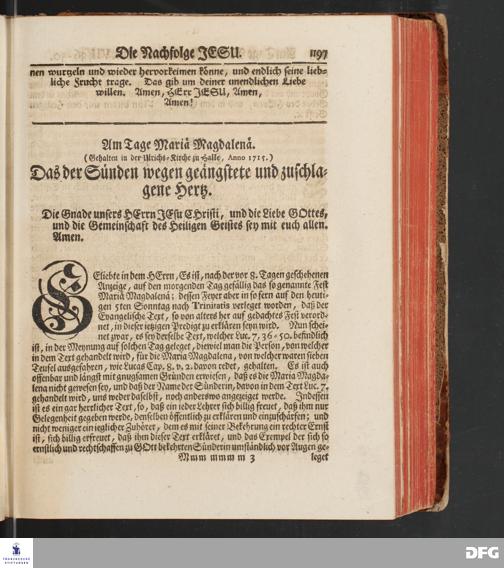 Die Nachfolge JESU. 1197
nen wurzeln und wieder hervorkeimen könne, und endlich seine lieb-
liche Frucht trage. Das gib um deiner unendlichen Liebe
willen. Amen, HErr JESU, Amen,
Amen!
Am Tage Mariä Magdalenä.
(Gehalten in der Ulrichs-Kirche zu Halle, Anno 1715.)
Das der Sünden wegen geängstete und zuschla-
gene Hertz.
Die Gnade unsers HErrn JEsu CHristi, und die Liebe GOttes,
und die Gemeinschaft des Heiligen Geistes sey mit euch allen.
Amen.
GEliebte in dem HErrn, Es ist, nach der vor 8. Tagen geschehenen
Anzeige, auf den morgenden Tag gefällig das so genannte Fest
Mariä Magdalenä: dessen Feyer aber in so fern auf den heuti-
gen 5ten Sonntag nach Trinitatis verleget worden, daß der
Evangelische Text, so von alters her auf gedachtes Fest verord-
net, in dieser ietzigen Predigt zu erklären seyn wird. Nun schei-
net zwar, es sey derselbe Text, welcher Luc. 7, 36-50. befindlich
ist, in der Meynung auf solchen Tag geleget, dieweil man die Person, von welcher
in dem Text gehandelt wird, für die Maria Magdalena, von welcher waren sieben
Teufel ausgefahren, wie Lucas Cap. 8. v. 2. davon redet, gehalten. Es ist auch
offenbar und längst mit gnugsamen Gründen erwiesen, daß es die Maria Magda-
lena nicht gewesen sey, und daß der Name der Sünderin, davon in dem Text Luc. 7.
gehandelt wird, uns weder daselbst, noch anderswo angezeiget werde. Indessen
ist es ein gar herrlicher Text, so, daß ein ieder Lehrer sich billig freuet, daß ihm nur
Gelegenheit gegeben werde, denselben öffentlich zu erklären und einzuschärfen; und
nicht weniger ein ieglicher Zuhörer, dem es mit seiner Bekehrung ein rechter Ernst
ist, sich billig erfreuet, daß ihm dieser Text erkläret, und das Exempel der sich so
ernstlich und rechtschaffen zu GOtt bekehrten Sünderin umständlich vor Augen ge-
Mmm mmm m 3 leget
FRANCKESCHE
STIFTUNGEN
DFG